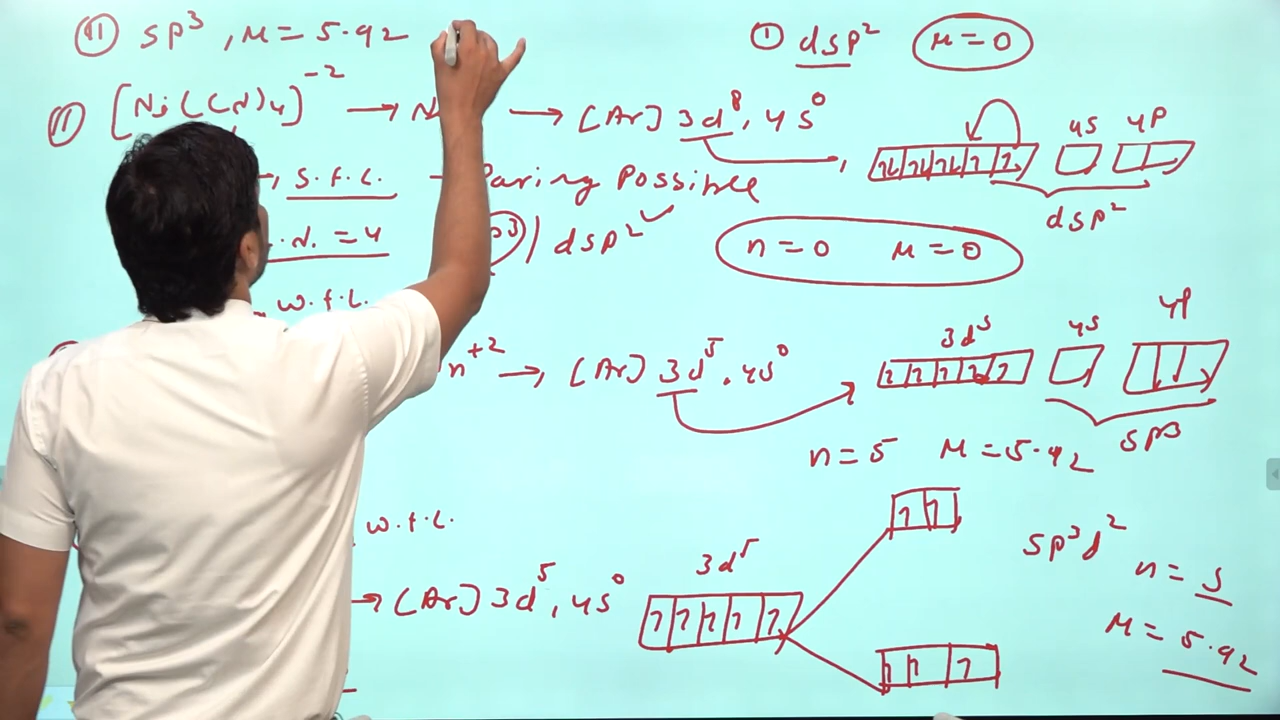 (II) sp³, μ = 5.92
(I) dsp² μ = 0
(II) [Ni(CN)4]⁻² → N → [Ar] 3d⁸, 4s⁰
4s 4p
S.F.L. → Paring Possible
dsp²
.N. = 4 p³) / dsp² ✓
n = 0 μ = 0
W.F.L.
4p
3d⁵ 4s
n⁺² → [Ar] 3d⁵, 4s⁰
sp³
n = 5 μ = 5.92
W.F.L.
sp³d²
3d⁵
n = 5
→ [Ar] 3d⁵, 4s⁰
μ = 5.92